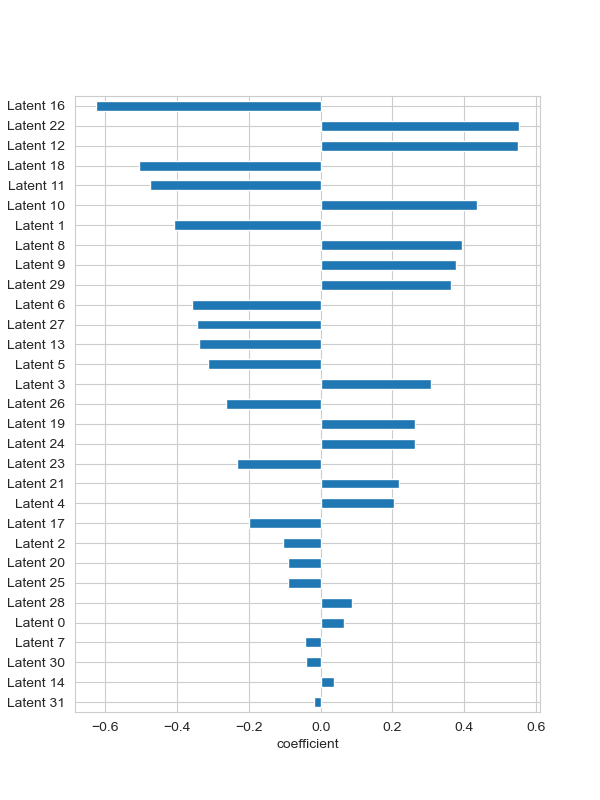 Latent 16
Latent 22
Latent 12
Latent 18
Latent 11
Latent 10
Latent 1
Latent 8
Latent 9
Latent 29
Latent 6
Latent 27
Latent 13
Latent 5
Latent 3
Latent 26
Latent 19
Latent 24
Latent 23
Latent 21
Latent 4
Latent 17
Latent 2
Latent 20
Latent 25
Latent 28
Latent 0
Latent 7
Latent 30
Latent 14
Latent 31
−0.6 −0.4 −0.2 0.0 0.2 0.4 0.6
coefficient